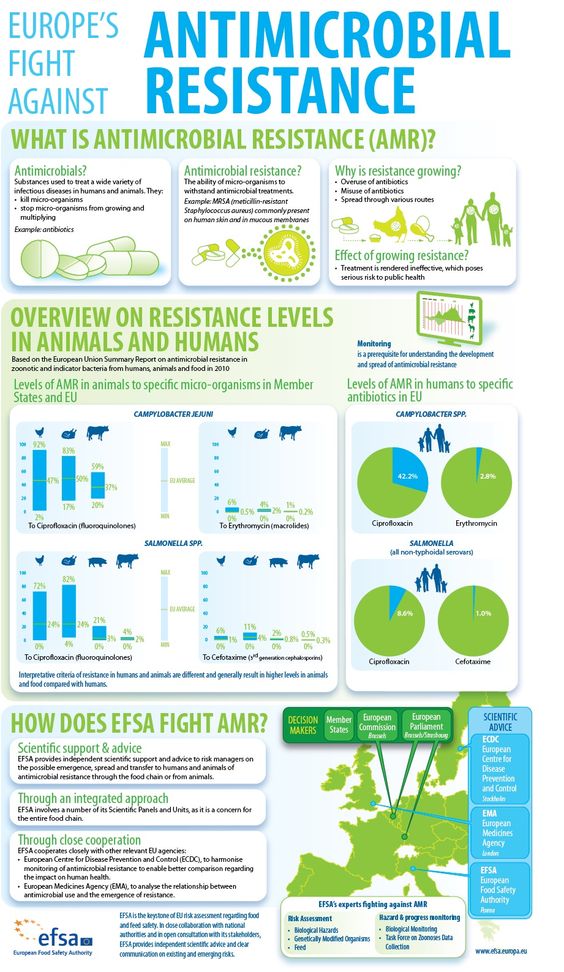 EUROPE'S
FIGHT
AGAINST
ANTIMICROBIAL
RESISTANCE
WHAT IS ANTIMICROBIAL RESISTANCE (AMR)?
Antimicrobials?
Substances used to treat a wide variety of
infectious diseases in humans and animals. They:
• kill micro-organisms
• stop micro-organisms from growing and
multiplying
Example: antibiotics
Antimicrobial resistance?
The ability of micro-organisms to
withstand antimicrobial treatments.
Example: MRSA (meticillin-resistant
Staphylococcus aureus) commonly present
on human skin and in mucous membranes
Why is resistance growing?
• Overuse of antibiotics
• Misuse of antibiotics
• Spread through various routes
Effect of growing resistance?
• Treatment is rendered ineffective, which poses
serious risk to public health
OVERVIEW ON RESISTANCE LEVELS
IN ANIMALS AND HUMANS
Based on the European Union Summary Report on antimicrobial resistance in
zoonotic and indicator bacteria from humans, animals and food in 2010
Monitoring
is a prerequisite for understanding the development
and spread of antimicrobial resistance
Levels of AMR in animals to specific micro-organisms in Member
States and EU
CAMPYLOBACTER JEJUNI
100
80
60
40
20
0
92% 83% 59%
47% 50% 37%
2% 17% 20%
To Ciprofloxacin (fluoroquinolones)
MAX
EU AVERAGE
MIN
100
80
60
40
20
0
6% 4% 1%
0.5% 2% 0.2%
0% 0% 0%
To Erythromycin (macrolides)
SALMONELLA SPP.
100
80
60
40
20
0
72% 82% 21% 4%
24% 24% 3% 2%
0% 4% 0% 0%
To Ciprofloxacin (fluoroquinolones)
MAX
EU AVERAGE
MIN
100
80
60
40
20
0
6% 11% 2% 0.5%
1% 4% 0.8% 0.3%
0% 0% 0% 0%
To Cefotaxime (3rd generation cephalosporins)
Interpretative criteria of resistance in humans and animals are different and generally result in higher levels in animals
and food compared with humans.
Levels of AMR in humans to specific
antibiotics in EU
CAMPYLOBACTER SPP.
42.2%
Ciprofloxacin
2.8%
Erythromycin
SALMONELLA
(all non-typhoidal serovars)
8.6%
Ciprofloxacin
1.0%
Cefotaxime
HOW DOES EFSA FIGHT AMR?
Scientific support & advice
EFSA provides independent scientific support and advice to risk managers on
the possible emergence, spread and transfer to humans and animals of
antimicrobial resistance through the food chain or from animals.
Through an integrated approach
EFSA involves a number of its Scientific Panels and Units, as it is a concern for
the entire food chain.
Through close cooperation
EFSA cooperates closely with other relevant EU agencies:
• European Centre for Disease Prevention and Control (ECDC), to harmonise
monitoring of antimicrobial resistance to enable better comparison regarding
the impact on human health.
• European Medicines Agency (EMA), to analyse the relationship between
antimicrobial use and the emergence of resistance.
DECISION
MAKERS
Member
States
European
Commission
Brussels
European
Parliament
Brussels/Strasbourg
SCIENTIFIC
ADVICE
ECDC
European
Centre for
Disease
Prevention
and Control
Stockholm
EMA
European
Medicines
Agency
London
EFSA
European
Food Safety
Authority
Parma
EFSA's experts fighting against AMR
Risk Assessment
• Biological Hazards
• Genetically Modified Organisms
• Feed
Hazard & progress monitoring
• Biological Monitoring
• Task Force on Zoonoses Data
Collection
efsa
European Food Safety Authority
EFSA is the keystone of EU risk assessment regarding food
and feed safety. In close collaboration with national
authorities and in open consultation with its stakeholders,
EFSA provides independent scientific advice and clear
communication on existing and emerging risks.
www.efsa.europa.eu